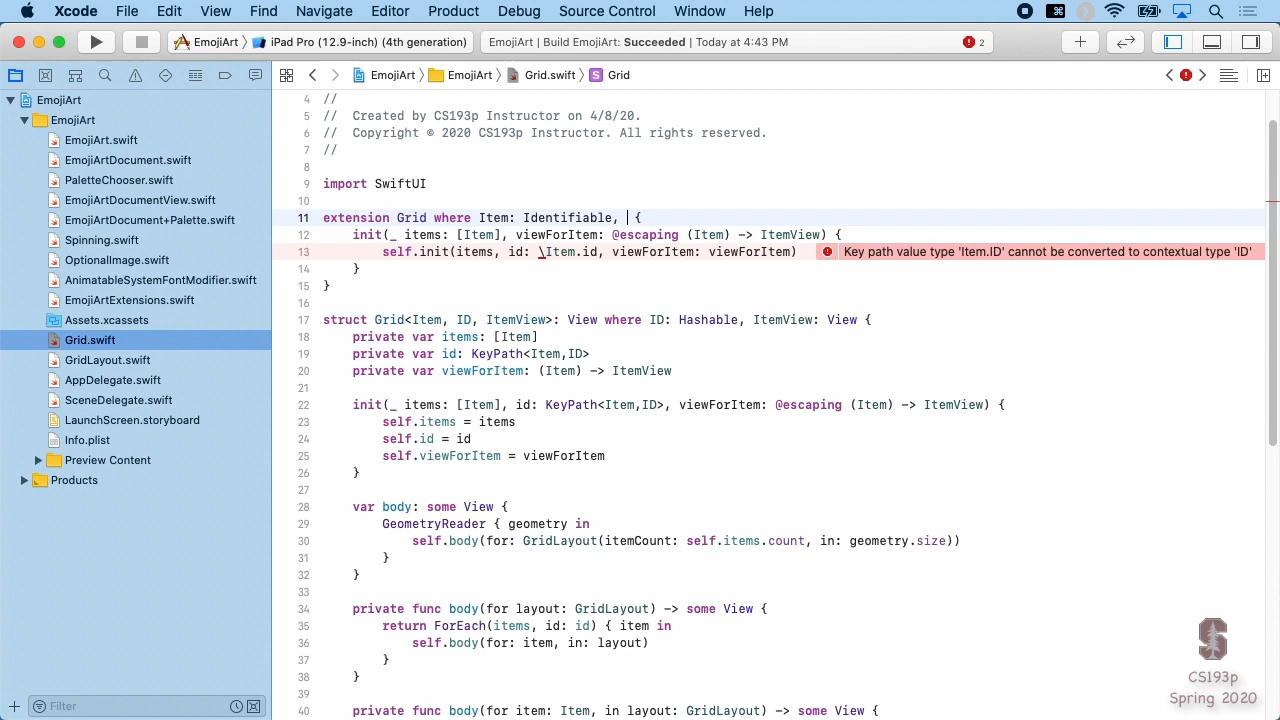 Xcode File Edit View Find Navigate Editor Product Debug Source Control Window Help
EmojiArt iPad Pro (12.9-inch) (4th generation) EmojiArt | Build EmojiArt: Succeeded | Today at 4:43 PM 2
EmojiArt EmojiArt Grid.swift S Grid
EmojiArt
EmojiArt
EmojiArt.swift
EmojiArtDocument.swift
PaletteChooser.swift
EmojiArtDocumentView.swift
EmojiArtDocument+Palette.swift
Spinning.swift
OptionalImage.swift
AnimatableSystemFontModifier.swift
EmojiArtExtensions.swift
Assets.xcassets
Grid.swift
GridLayout.swift
AppDelegate.swift
SceneDelegate.swift
LaunchScreen.storyboard
Info.plist
Preview Content
Products
Filter
4 //
5 //  Created by CS193p Instructor on 4/8/20.
6 //  Copyright © 2020 CS193p Instructor. All rights reserved.
7 //
8
9 import SwiftUI
10
11 extension Grid where Item: Identifiable, {
12     init(_ items: [Item], viewForItem: @escaping (Item) -> ItemView) {
13         self.init(items, id: \Item.id, viewForItem: viewForItem) Key path value type 'Item.ID' cannot be converted to contextual type 'ID'
14     }
15 }
16
17 struct Grid<Item, ID, ItemView>: View where ID: Hashable, ItemView: View {
18     private var items: [Item]
19     private var id: KeyPath<Item,ID>
20     private var viewForItem: (Item) -> ItemView
21
22     init(_ items: [Item], id: KeyPath<Item,ID>, viewForItem: @escaping (Item) -> ItemView) {
23         self.items = items
24         self.id = id
25         self.viewForItem = viewForItem
26     }
27
28     var body: some View {
29         GeometryReader { geometry in
30             self.body(for: GridLayout(itemCount: self.items.count, in: geometry.size))
31         }
32     }
33
34     private func body(for layout: GridLayout) -> some View {
35         return ForEach(items, id: id) { item in
36             self.body(for: item, in: layout)
37         }
38     }
39
40     private func body(for item: Item, in layout: GridLayout) -> some View {
CS193p
Spring 2020